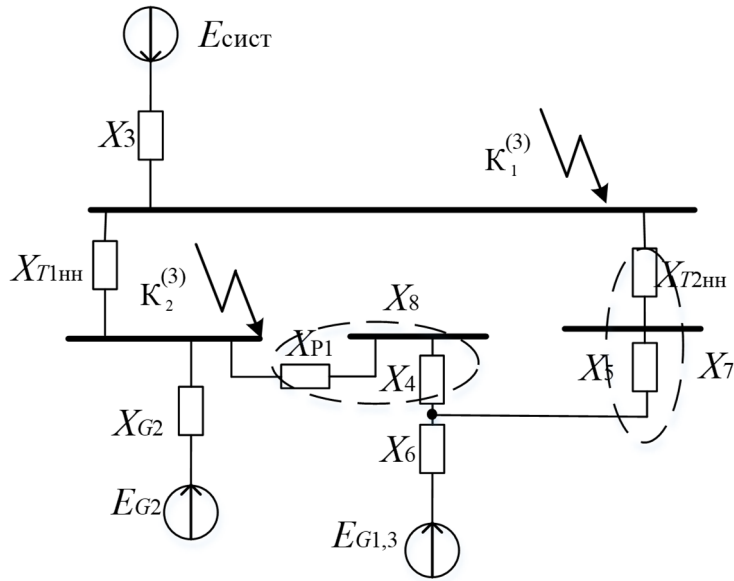 Eсист
X3
К1(3)
XT1нн
К2(3)
XT2нн
X8
XP1
X4
X5
X7
XG2
X6
EG2
EG1,3